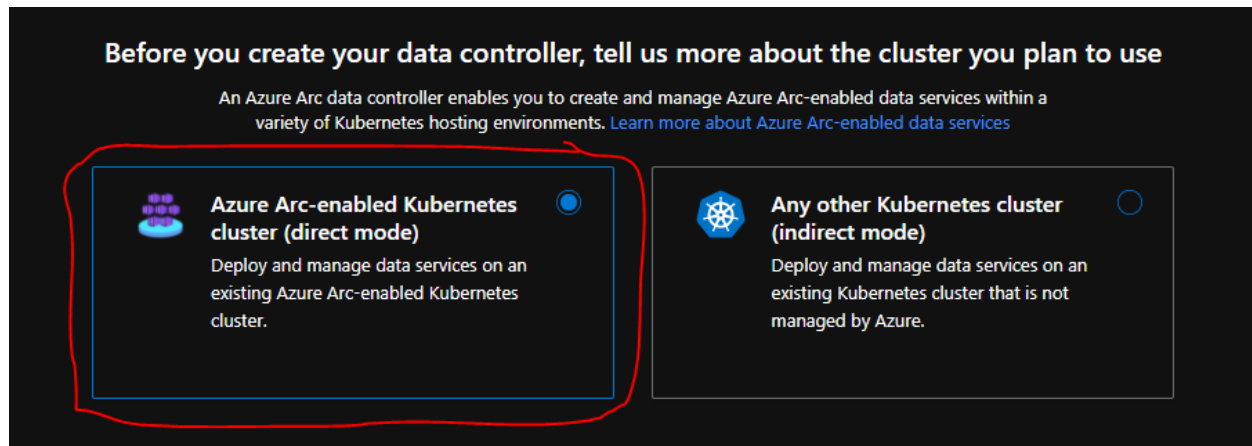 Before you create your data controller, tell us more about the cluster you plan to use
An Azure Arc data controller enables you to create and manage Azure Arc-enabled data services within a
variety of Kubernetes hosting environments. Learn more about Azure Arc-enabled data services
Azure Arc-enabled Kubernetes
cluster (direct mode)
Deploy and manage data services on an
existing Azure Arc-enabled Kubernetes
cluster.
Any other Kubernetes cluster
(indirect mode)
Deploy and manage data services on an
existing Kubernetes cluster that is not
managed by Azure.